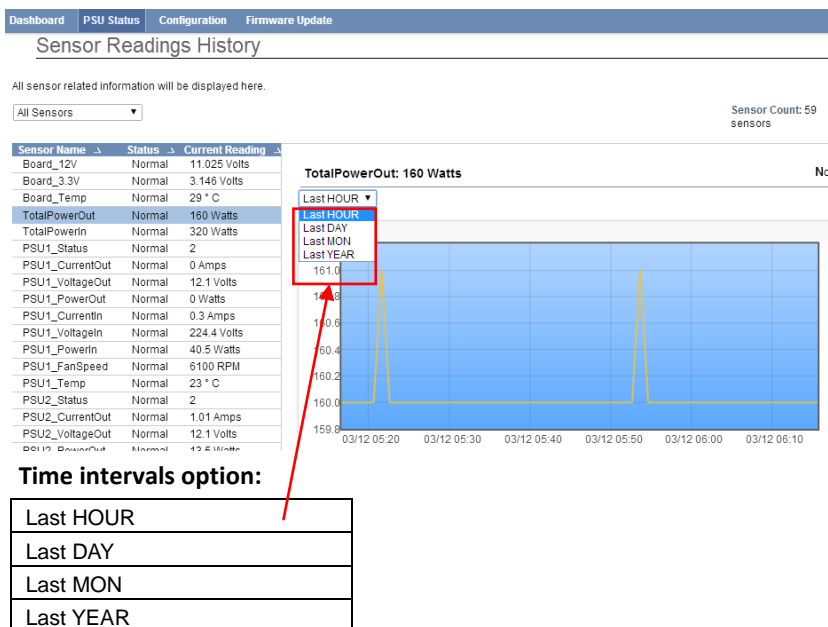 Dashboard PSU Status Configuration Firmware Update
Sensor Readings History
All sensor related information will be displayed here.
All Sensors
Sensor Count: 59
sensors
Sensor Name Status Current Reading
Board_12V Normal 11.025 Volts
Board_3.3V Normal 3.146 Volts
Board_Temp Normal 29 ° C
TotalPowerOut Normal 160 Watts
TotalPowerIn Normal 320 Watts
PSU1_Status Normal 2
PSU1_CurrentOut Normal 0 Amps
PSU1_VoltageOut Normal 12.1 Volts
PSU1_PowerOut Normal 0 Watts
PSU1_CurrentIn Normal 0.3 Amps
PSU1_VoltageIn Normal 224.4 Volts
PSU1_PowerIn Normal 40.5 Watts
PSU1_FanSpeed Normal 6100 RPM
PSU1_Temp Normal 23 ° C
PSU2_Status Normal 2
PSU2_CurrentOut Normal 1.01 Amps
PSU2_VoltageOut Normal 12.1 Volts
PSU2_PowerOut Normal 13.5 Watts
TotalPowerOut: 160 Watts
No
Last HOUR
Last HOUR
Last DAY
Last MON
Last YEAR
161.0
160.8
160.6
160.4
160.2
160.0
159.8
03/12 05:20 03/12 05:30 03/12 05:40 03/12 05:50 03/12 06:00 03/12 06:10
Time intervals option:
Last HOUR
Last DAY
Last MON
Last YEAR